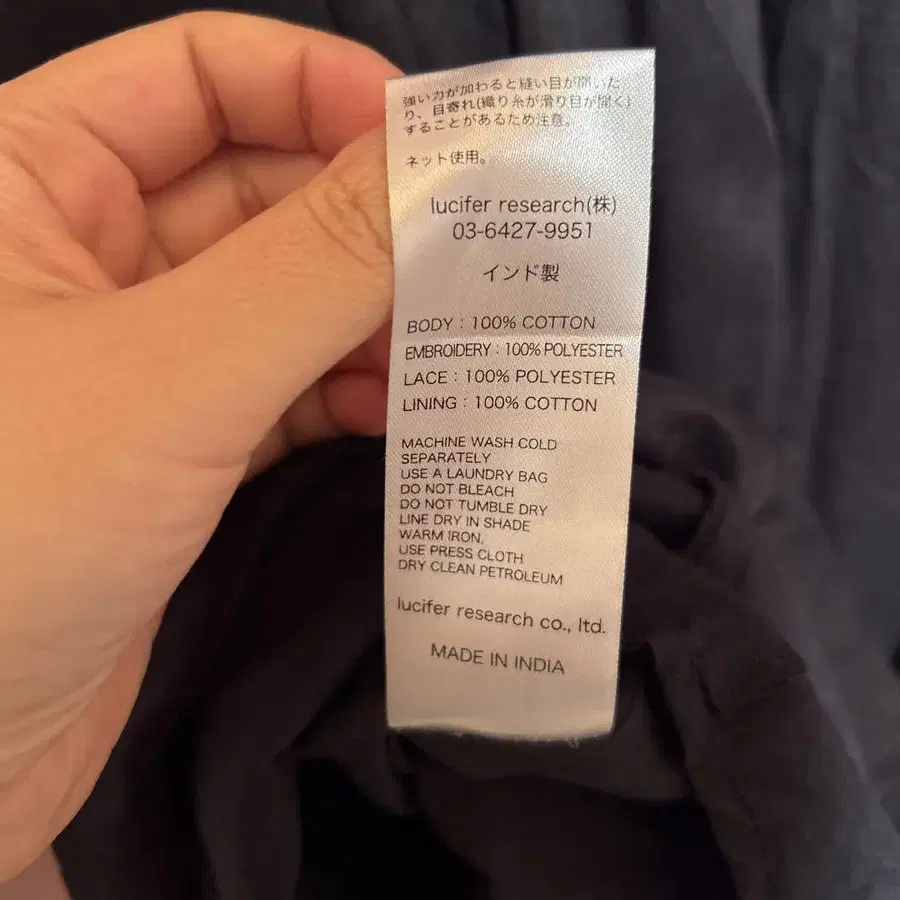 強い力が加わると縫い目が開いた
り、目寄れ(織り糸が滑り目が開く)
することがあるため注意。
ネット使用。
lucifer research(株)
03-6427-9951
インド製
BODY : 100% COTTON
EMBROIDERY : 100% POLYESTER
LACE : 100% POLYESTER
LINING : 100% COTTON
MACHINE WASH COLD
SEPARATELY
USE A LAUNDRY BAG
DO NOT BLEACH
DO NOT TUMBLE DRY
LINE DRY IN SHADE
WARM IRON,
USE PRESS CLOTH
DRY CLEAN PETROLEUM
lucifer research co., ltd.
MADE IN INDIA